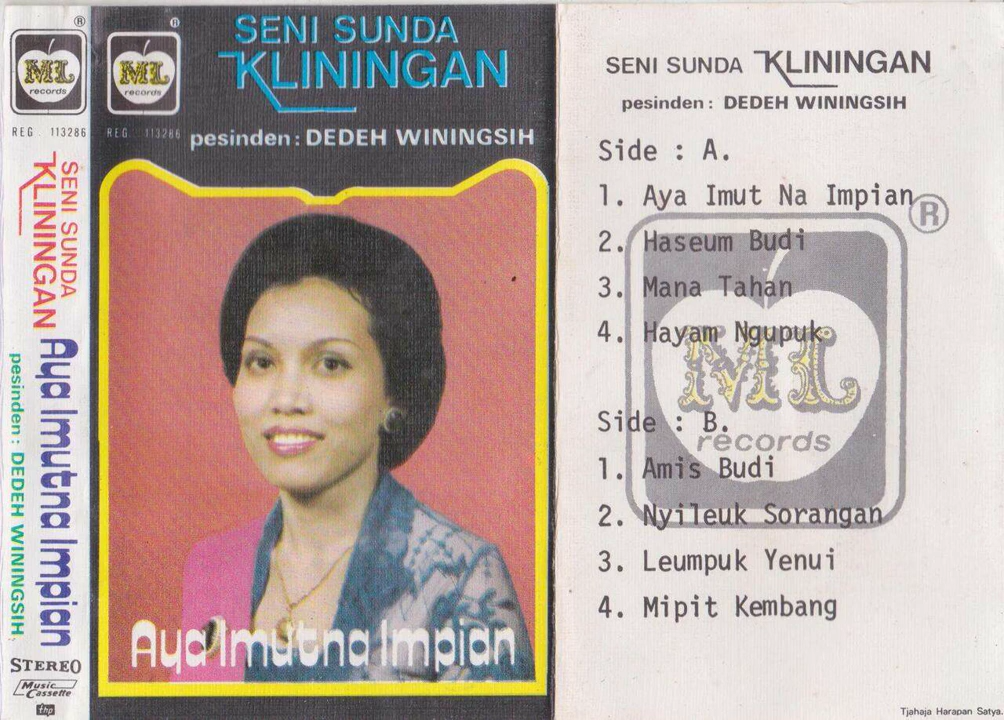 ®
ML
records
REG. 113286
SENI SUNDA
KLININGAN
Aya Imutna Impian
pesinden : DEDEH WININGSIH
STEREO
Music
Cassette
thp
®
ML
records
REG. 113286
SENI SUNDA
KLININGAN
pesinden : DEDEH WININGSIH
Aya Imutna Impian
SENI SUNDA KLININGAN
pesinden : DEDEH WININGSIH
Side : A.
1. Aya Imut Na Impian
®
2. Haseum Budi
3. Mana Tahan
4. Hayam Ngupuk
ML
Side : B.
records
1. Amis Budi
2. Nyileuk Sorangan
3. Leumpuk Yenui
4. Mipit Kembang
Tjahaja Harapan Satya.